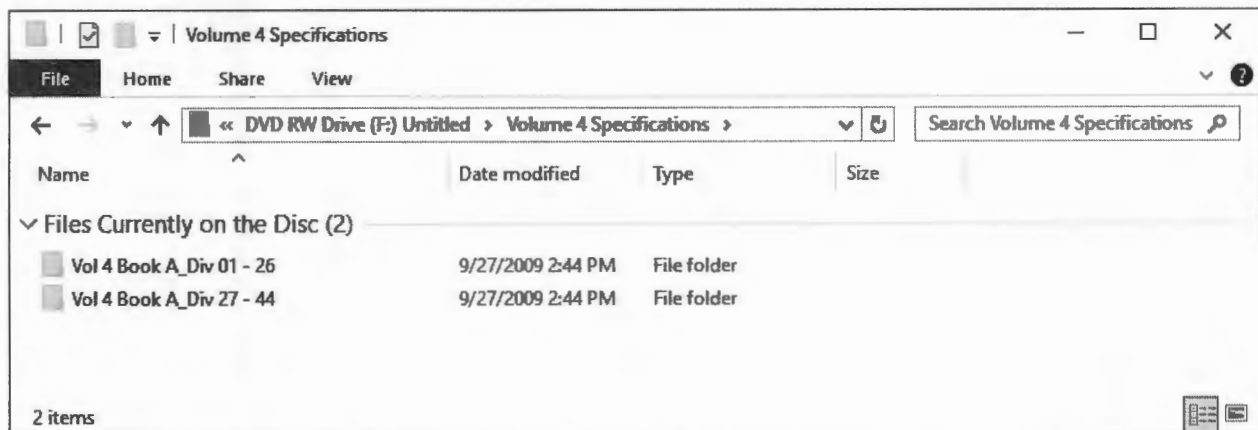 Volume 4 Specifications
File Home Share View
« DVD RW Drive (F:) Untitled > Volume 4 Specifications > Search Volume 4 Specifications
Name Date modified Type Size
Files Currently on the Disc (2)
Vol 4 Book A_Div 01 - 26 9/27/2009 2:44 PM File folder
Vol 4 Book A_Div 27 - 44 9/27/2009 2:44 PM File folder
2 items